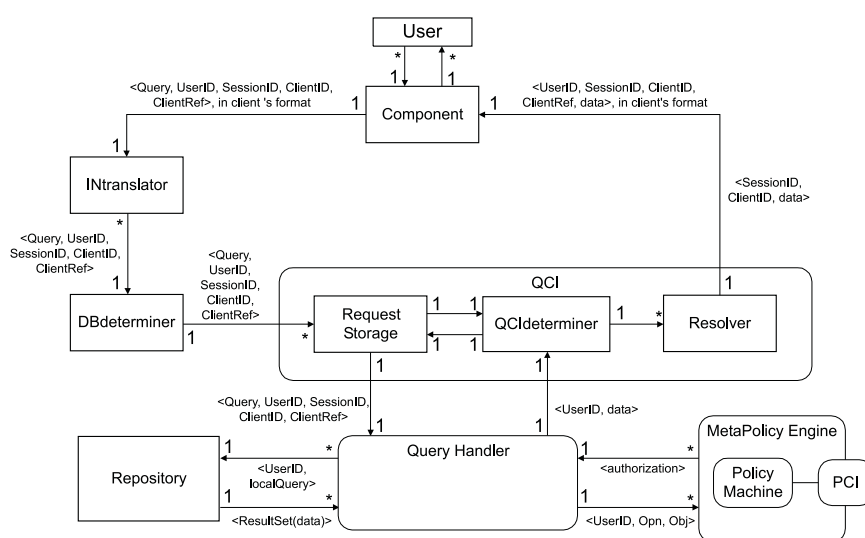 User
*
*
1
1
<Query, UserID, SessionID, ClientID,
ClientRef>, in client 's format
1
<UserID, SessionID, ClientID,
ClientRef, data>, in client's format
1
Component
1
INtranslator
*
<Query, UserID,
SessionID, ClientID,
ClientRef>
1
<SessionID,
ClientID, data>
<Query,
UserID,
SessionID,
ClientID,
ClientRef>
DBdeterminer
1
*
QCI
1
Request
Storage
1
1
1
1
QCIdeterminer
1
*
Resolver
1
1
<Query, UserID, SessionID,
ClientID, ClientRef>
1
<UserID, data>
1
Query Handler
MetaPolicy Engine
Repository
1
*
<UserID,
localQuery>
1
*
<ResultSet(data)>
1
*
<authorization>
1
*
<UserID, Opn, Obj>
Policy
Machine
PCI